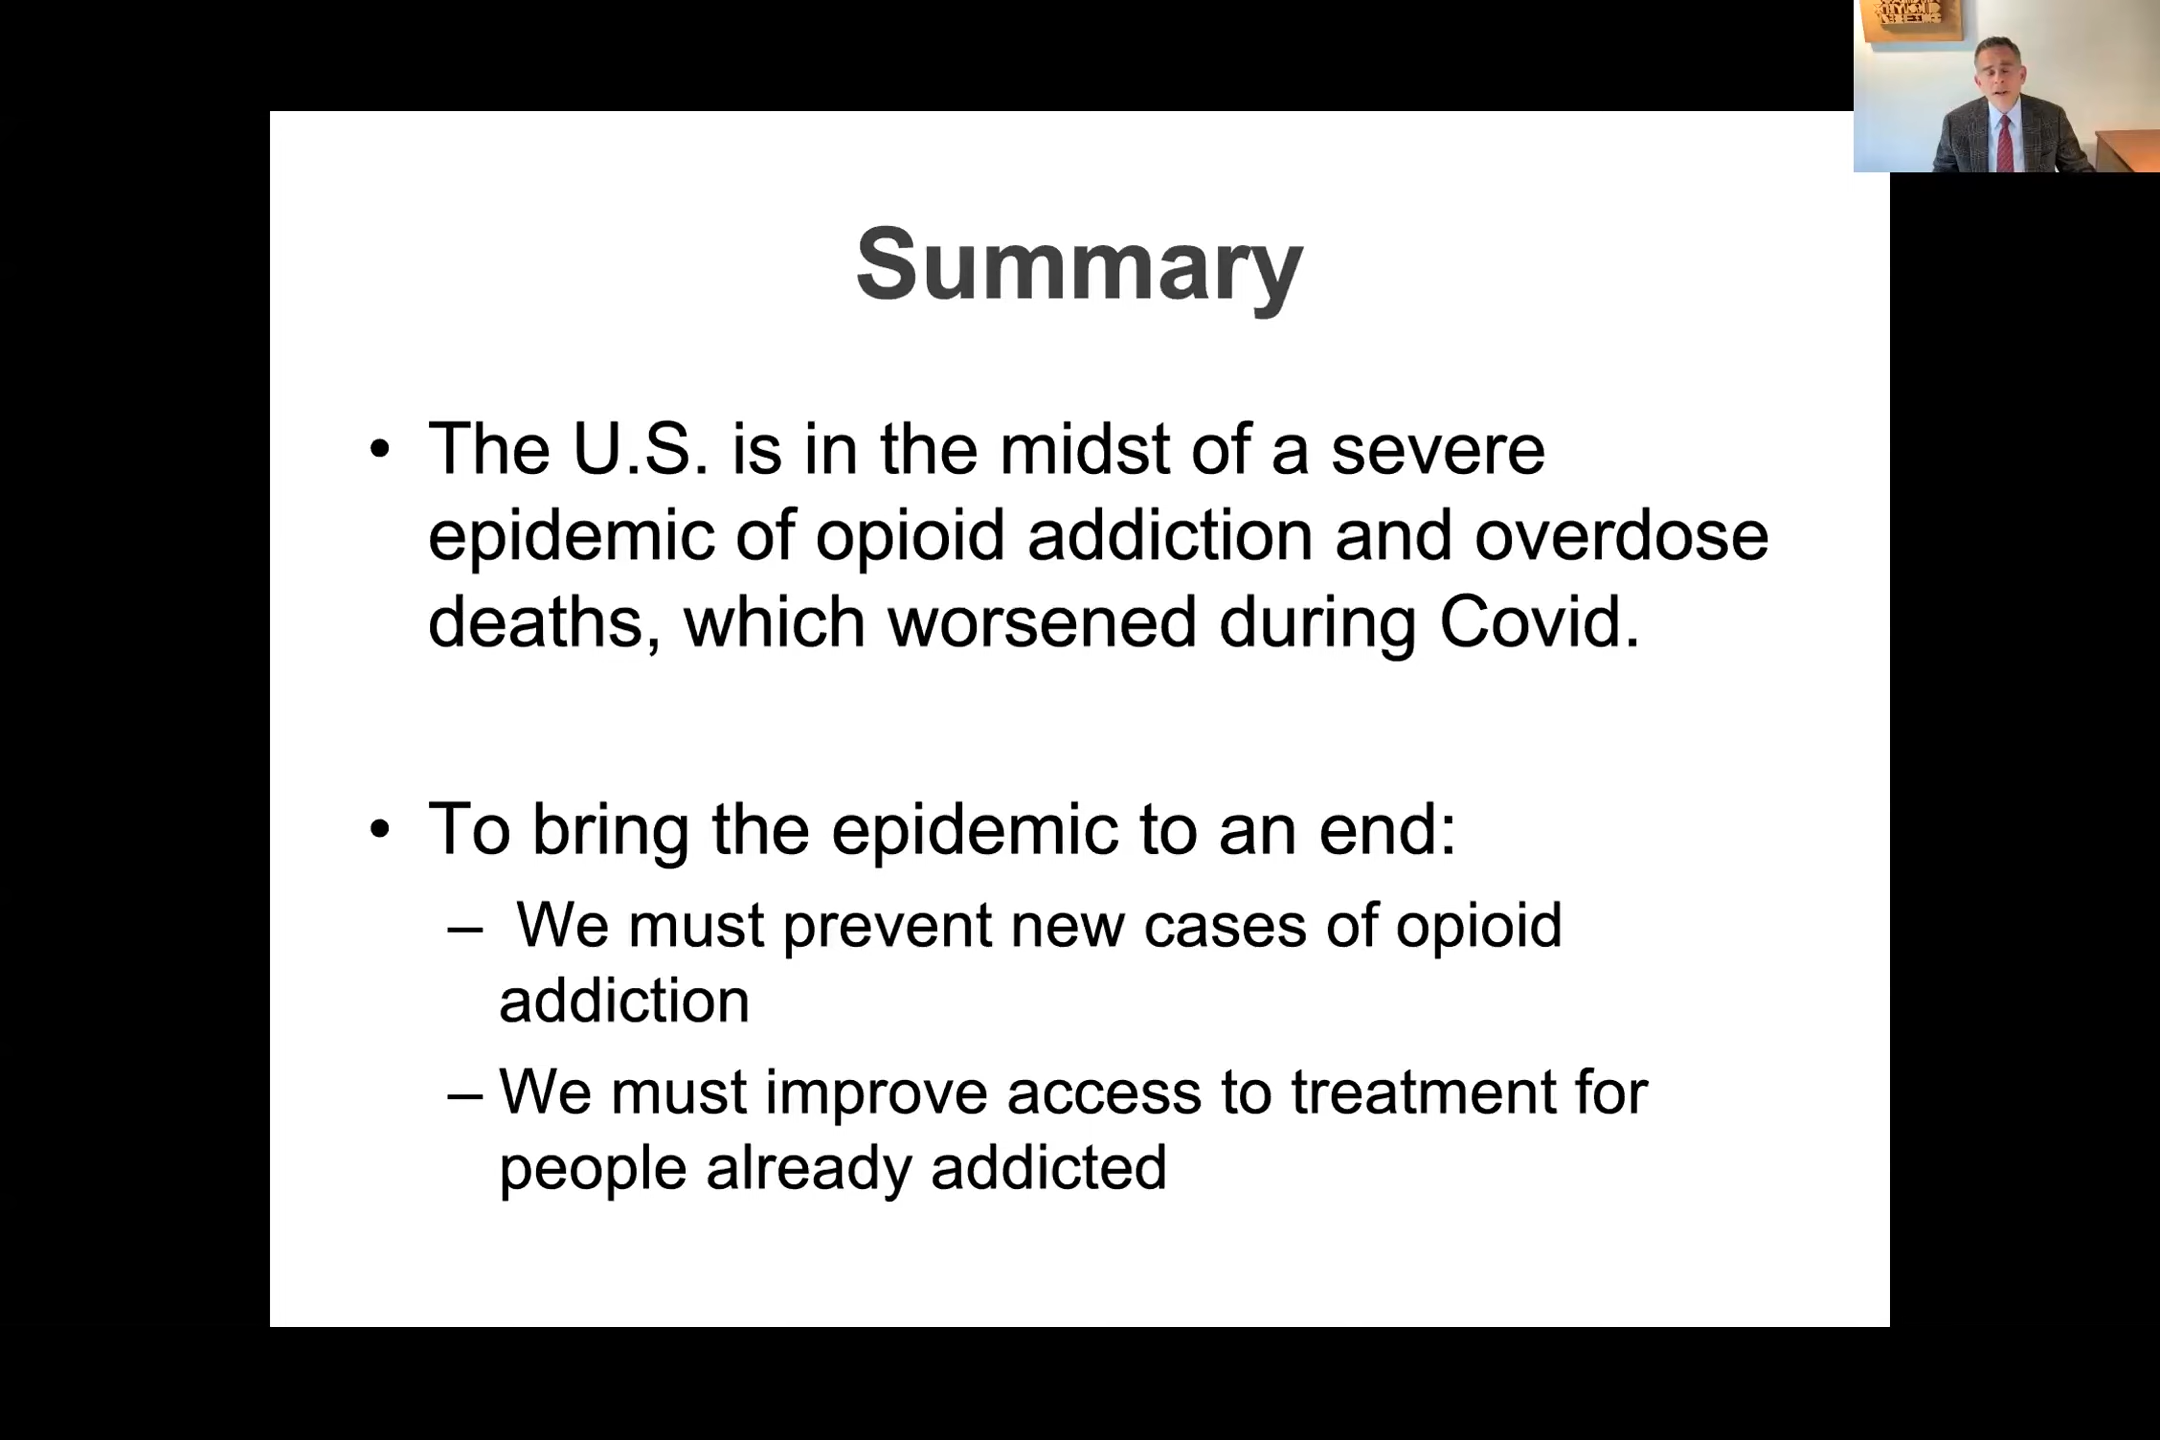 Summary
• The U.S. is in the midst of a severe
epidemic of opioid addiction and overdose
deaths, which worsened during Covid.
• To bring the epidemic to an end:
– We must prevent new cases of opioid
addiction
– We must improve access to treatment for
people already addicted